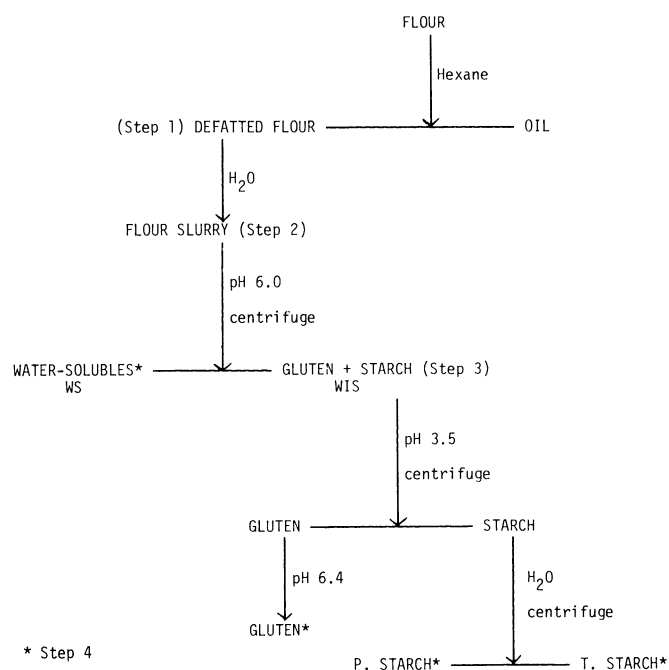 FLOUR
Hexane
(Step 1) DEFATTED FLOUR
OIL
H2O
FLOUR SLURRY (Step 2)
pH 6.0
centrifuge
WATER-SOLUBLES*
WS
GLUTEN + STARCH (Step 3)
WIS
pH 3.5
centrifuge
GLUTEN
STARCH
pH 6.4
H2O
centrifuge
GLUTEN*
* Step 4
P. STARCH*
T. STARCH*